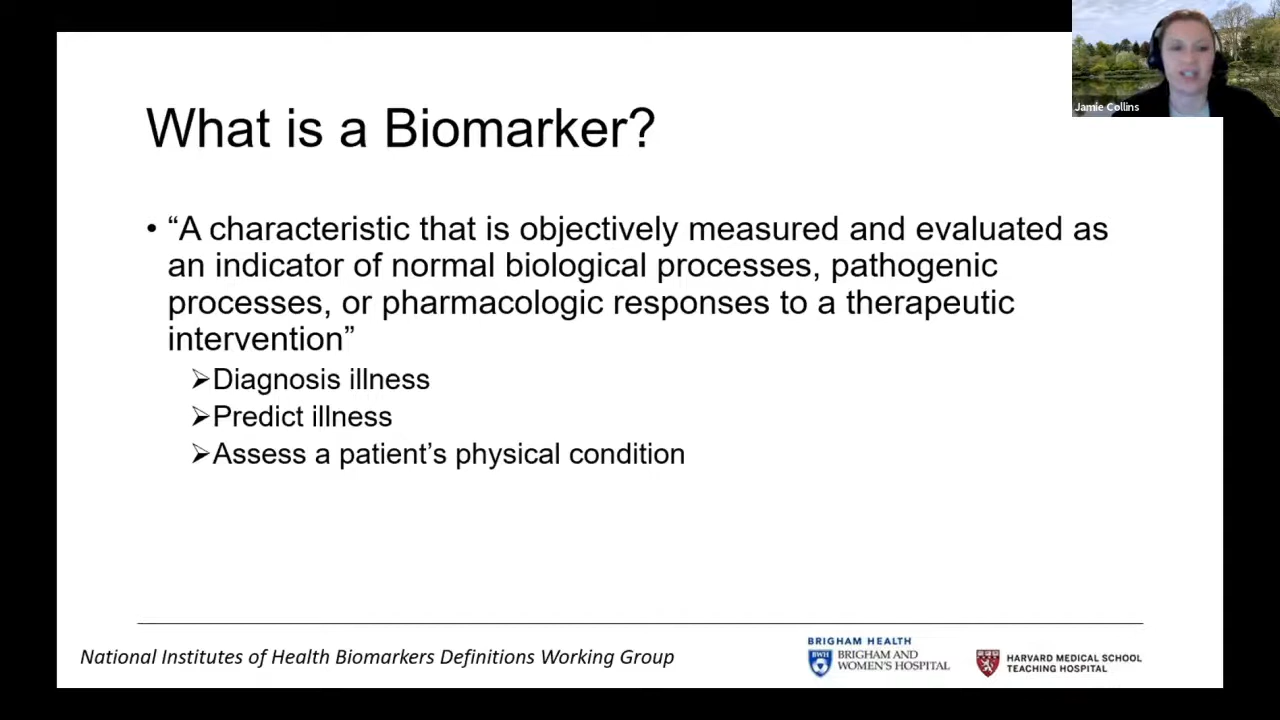 Jamie Collins
What is a Biomarker?
• “A characteristic that is objectively measured and evaluated as
an indicator of normal biological processes, pathogenic
processes, or pharmacologic responses to a therapeutic
intervention”
➢Diagnosis illness
➢Predict illness
➢Assess a patient’s physical condition
National Institutes of Health Biomarkers Definitions Working Group
BRIGHAM HEALTH
BWH
BRIGHAM AND
WOMEN'S HOSPITAL
HARVARD MEDICAL SCHOOL
TEACHING HOSPITAL